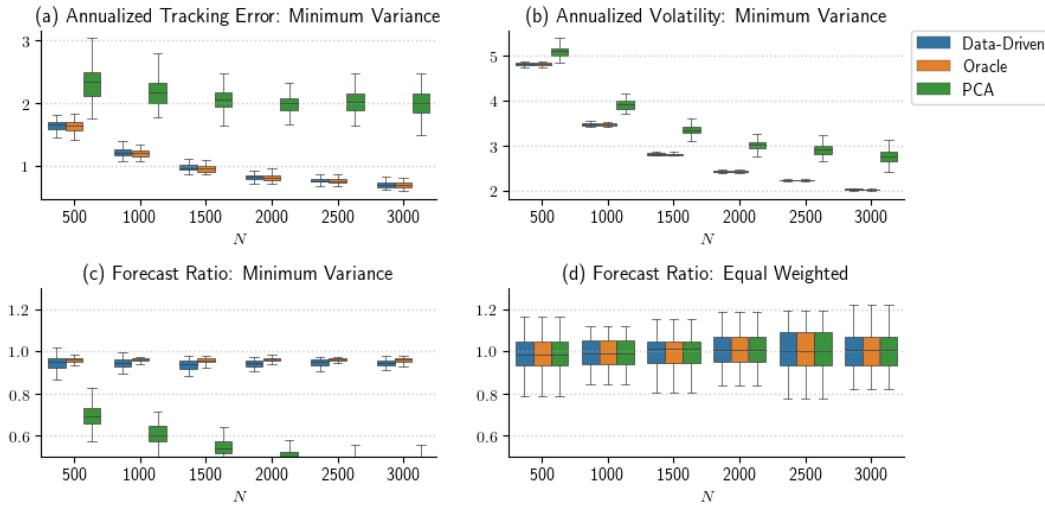 (a) Annualized Tracking Error: Minimum Variance
3
2
1
500 1000 1500 2000 2500 3000
N
(b) Annualized Volatility: Minimum Variance
5
4
3
2
500 1000 1500 2000 2500 3000
N
Data-Driven
Oracle
PCA
(c) Forecast Ratio: Minimum Variance
1.2
1.0
0.8
0.6
500 1000 1500 2000 2500 3000
N
(d) Forecast Ratio: Equal Weighted
1.2
1.0
0.8
0.6
500 1000 1500 2000 2500 3000
N